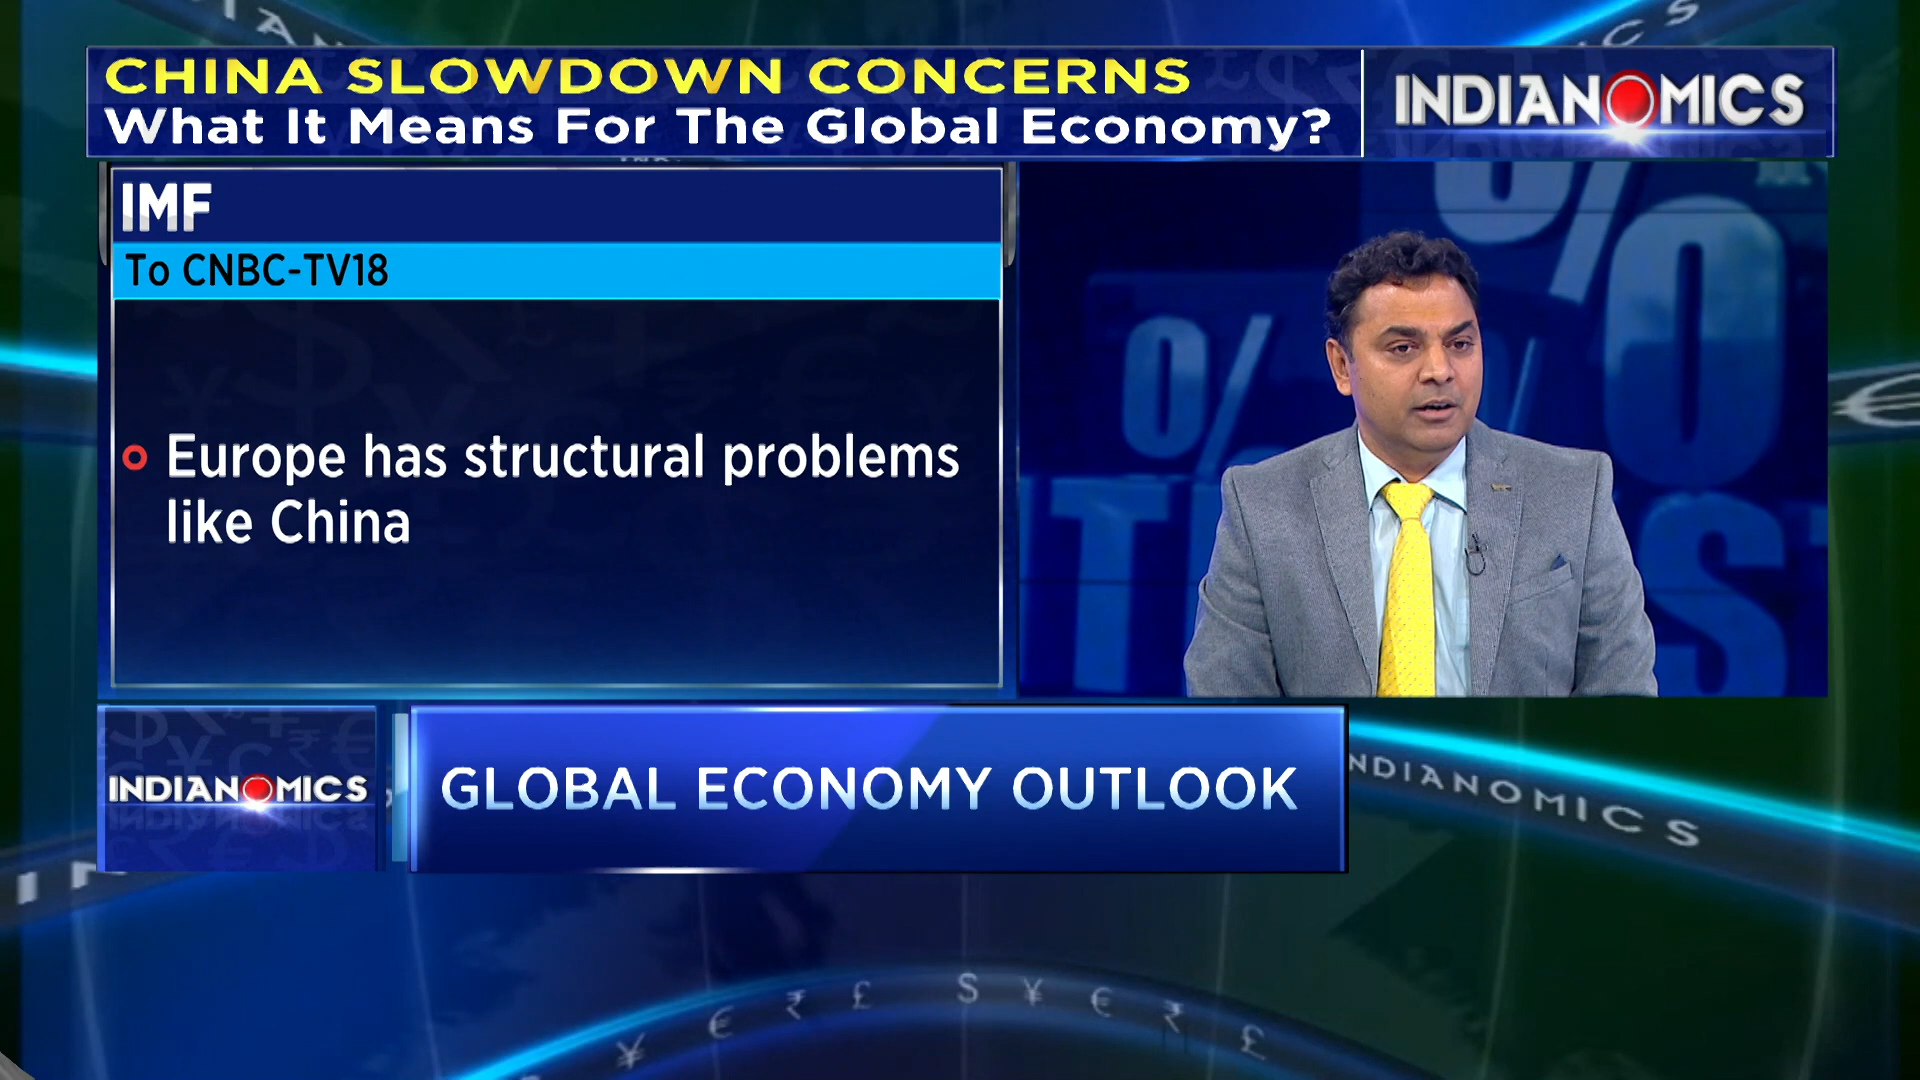 CHINA SLOWDOWN CONCERNS
What It Means For The Global Economy?
INDIANOMICS
IMF
To CNBC-TV18
Europe has structural problems
like China
INDIANOMICS
GLOBAL ECONOMY OUTLOOK
INDIANOMICS